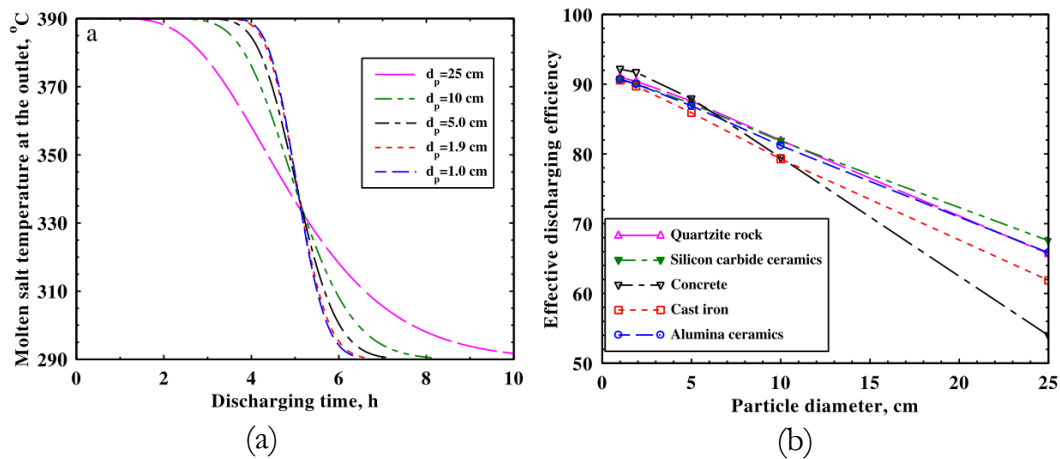 a
Molten salt temperature at the outlet, °C
390
370
350
330
310
290
0
2
4
6
8
10
Discharging time, h
d_p=25 cm
d_p=10 cm
d_p=5.0 cm
d_p=1.9 cm
d_p=1.0 cm
(a)
Effective discharging efficiency
100
90
80
70
60
50
0
5
10
15
20
25
Particle diameter, cm
Quartzite rock
Silicon carbide ceramics
Concrete
Cast iron
Alumina ceramics
(b)